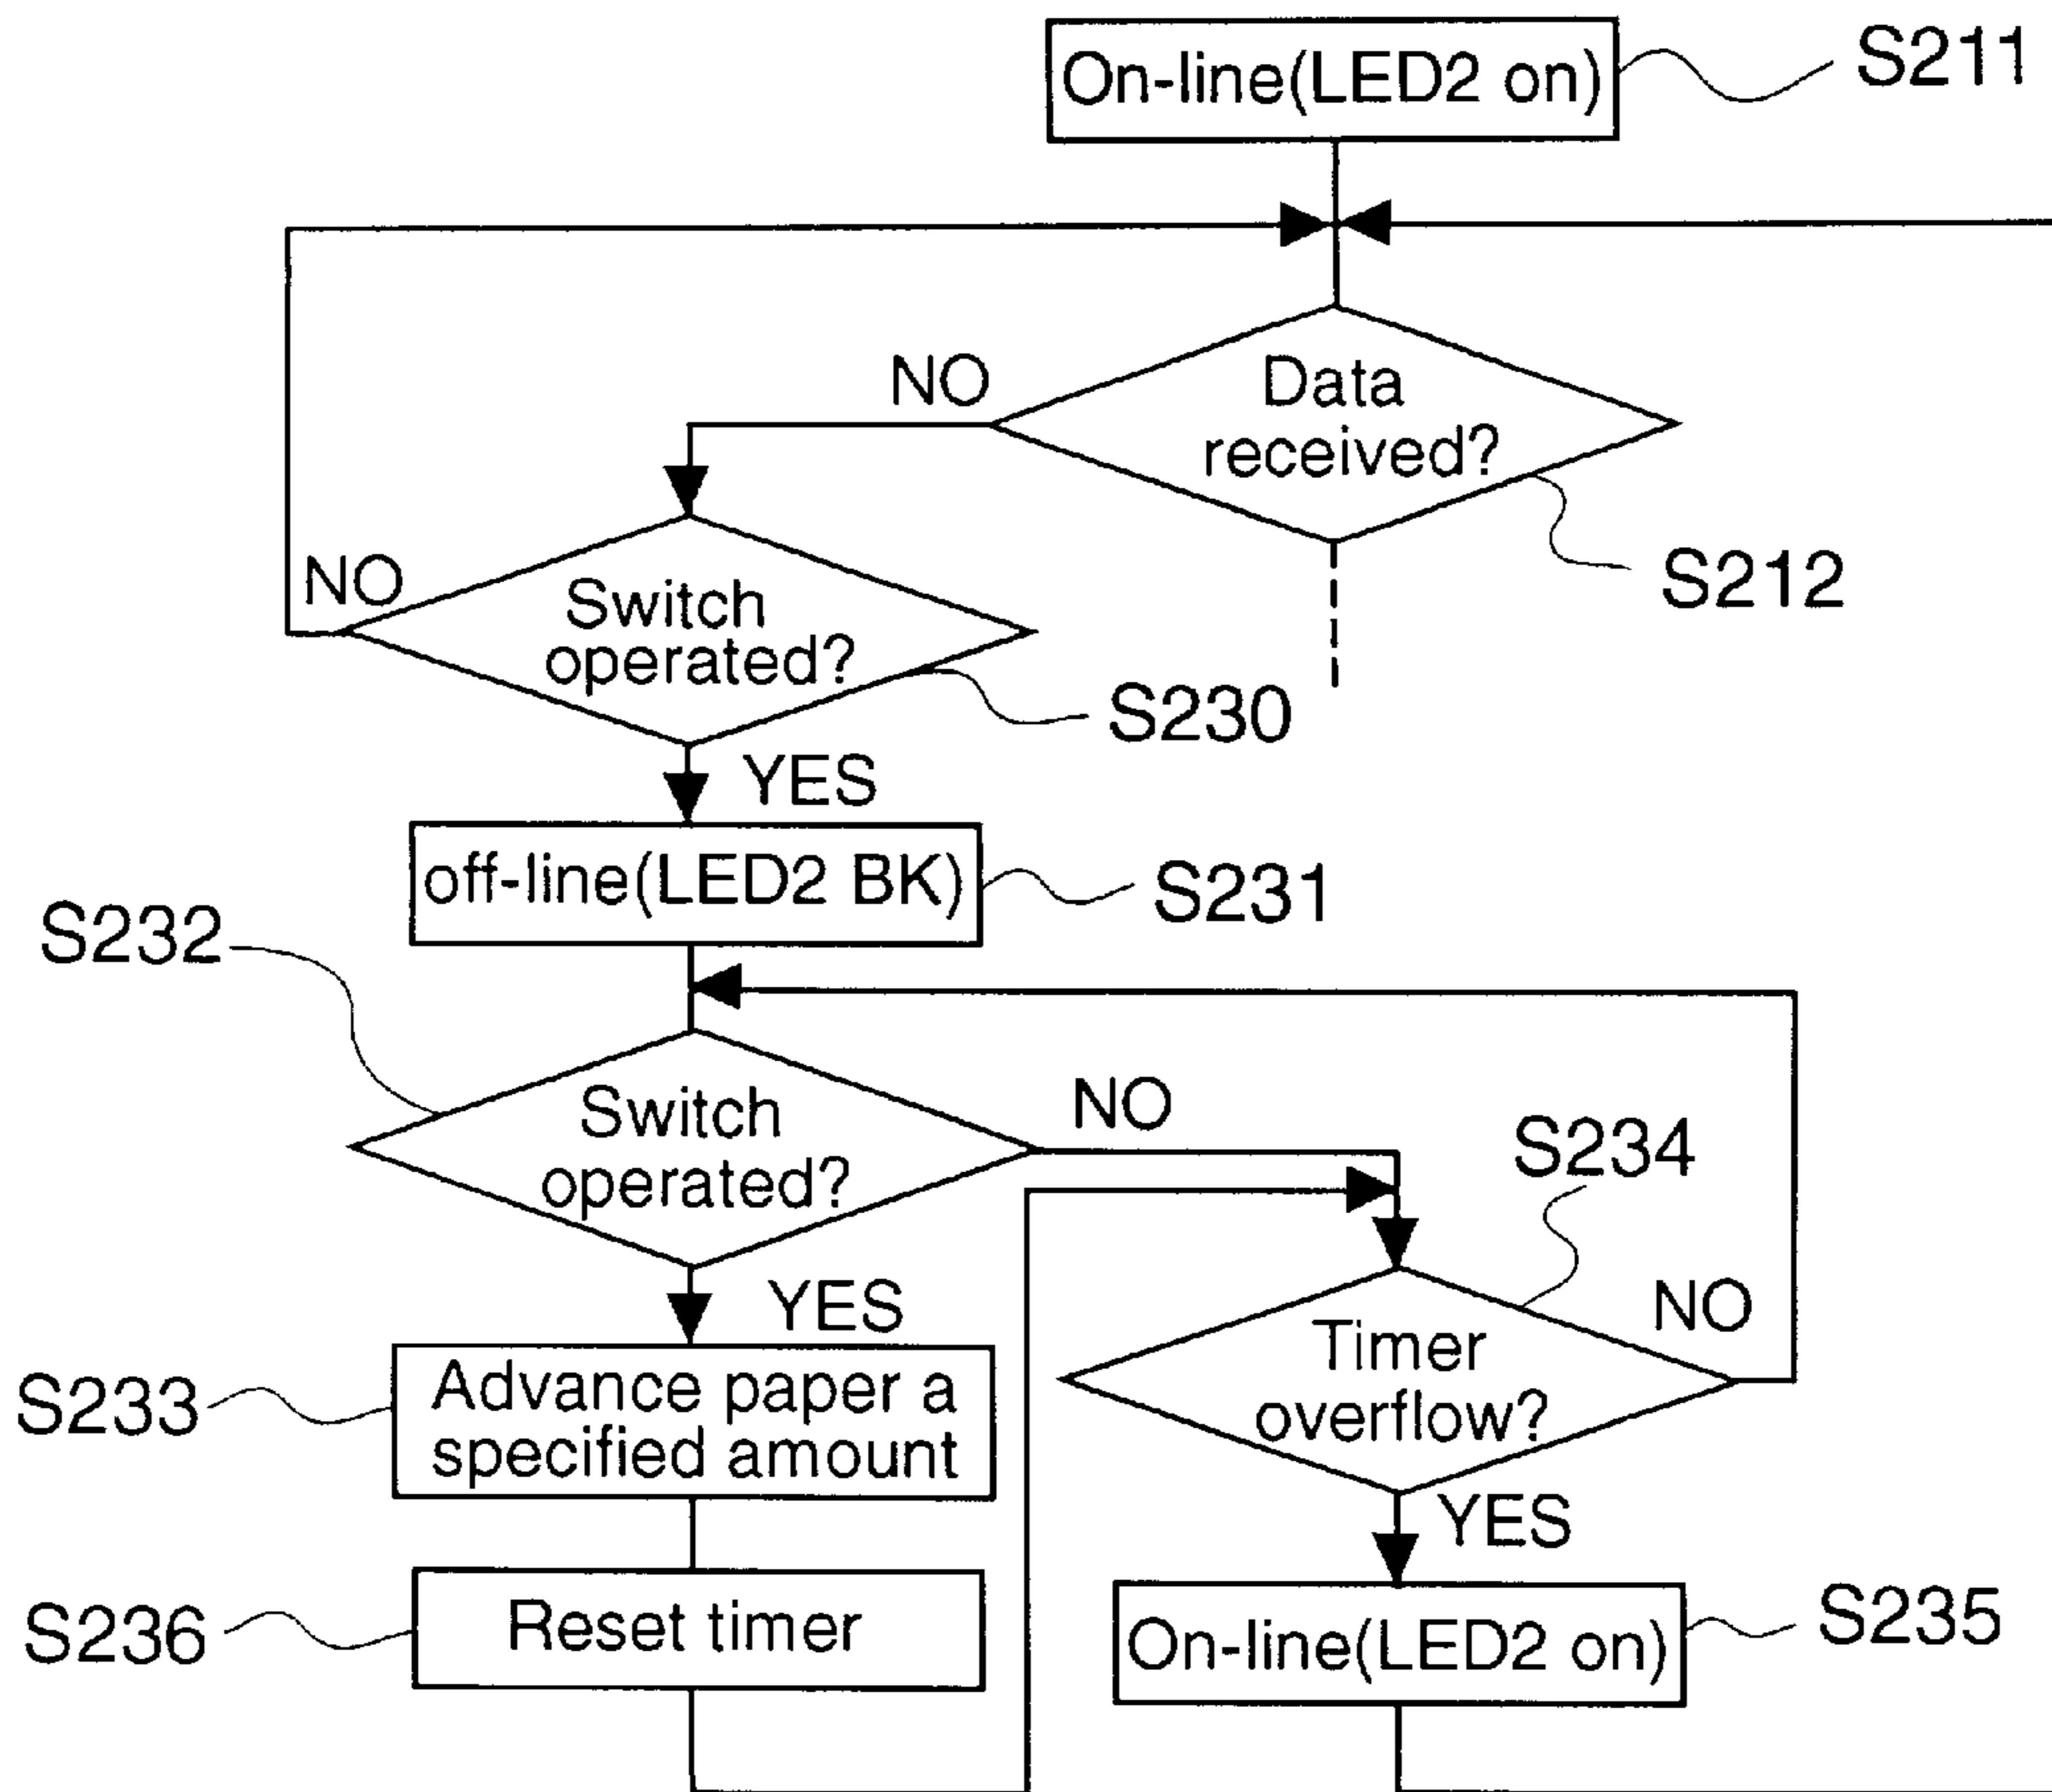 On-line(LED2 on)
S211
NO
Data
received?
S212
NO
Switch
operated?
S230
YES
off-line(LED2 BK)
S231
S232
Switch
operated?
NO
S234
YES
Timer
overflow?
NO
S233
Advance paper a
specified amount
YES
S236
Reset timer
On-line(LED2 on)
S235